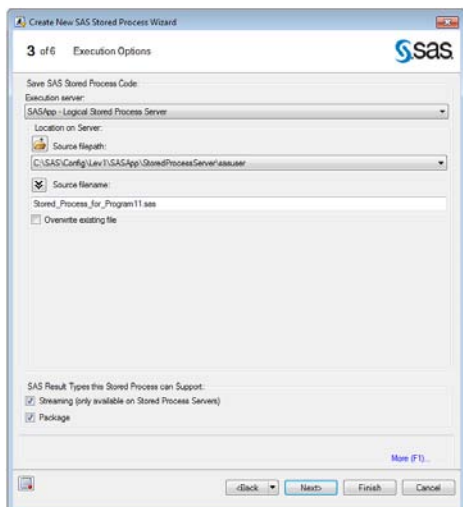 Create New SAS Stored Process Wizard
3 of 6 Execution Options
sas
Save SAS Stored Process Code:
Execution server:
SASApp - Logical Stored Process Server
Location on Server:
Source filepath:
C:\SAS\Config\Lev1\SASApp\StoredProcessServer\sasuser
Source filename:
Stored_Process_for_Program11.sas
Overwrite existing file
SAS Result Types this Stored Process can Support:
Streaming (only available on Stored Process Servers)
Package
More (F1)...
<Back
Next>
Finish
Cancel